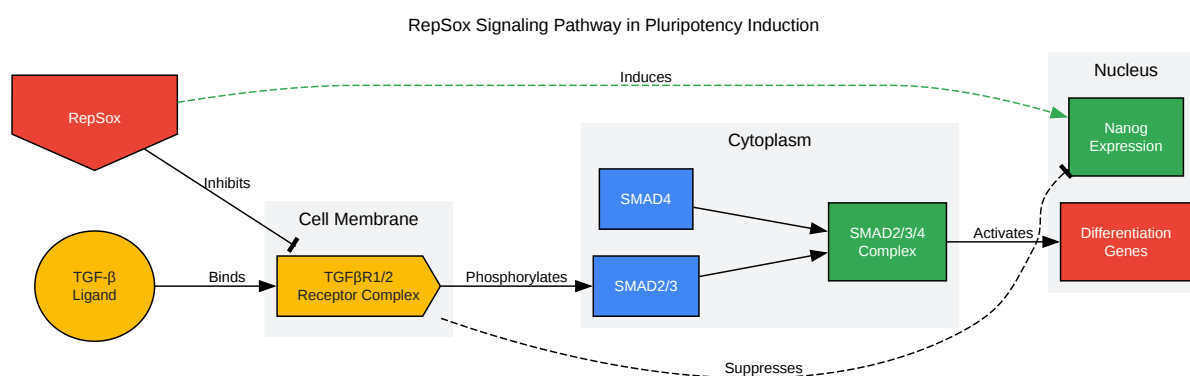 RepSox Signaling Pathway in Pluripotency Induction
Nucleus
Induces
Nanog
Expression
RepSox
Cytoplasm
Inhibits
SMAD4
Cell Membrane
SMAD2/3/4
Complex
Activates
Differentiation
Genes
TGF-β
Ligand
Binds
TGFβR1/2
Receptor Complex
Phosphorylates
SMAD2/3
Suppresses